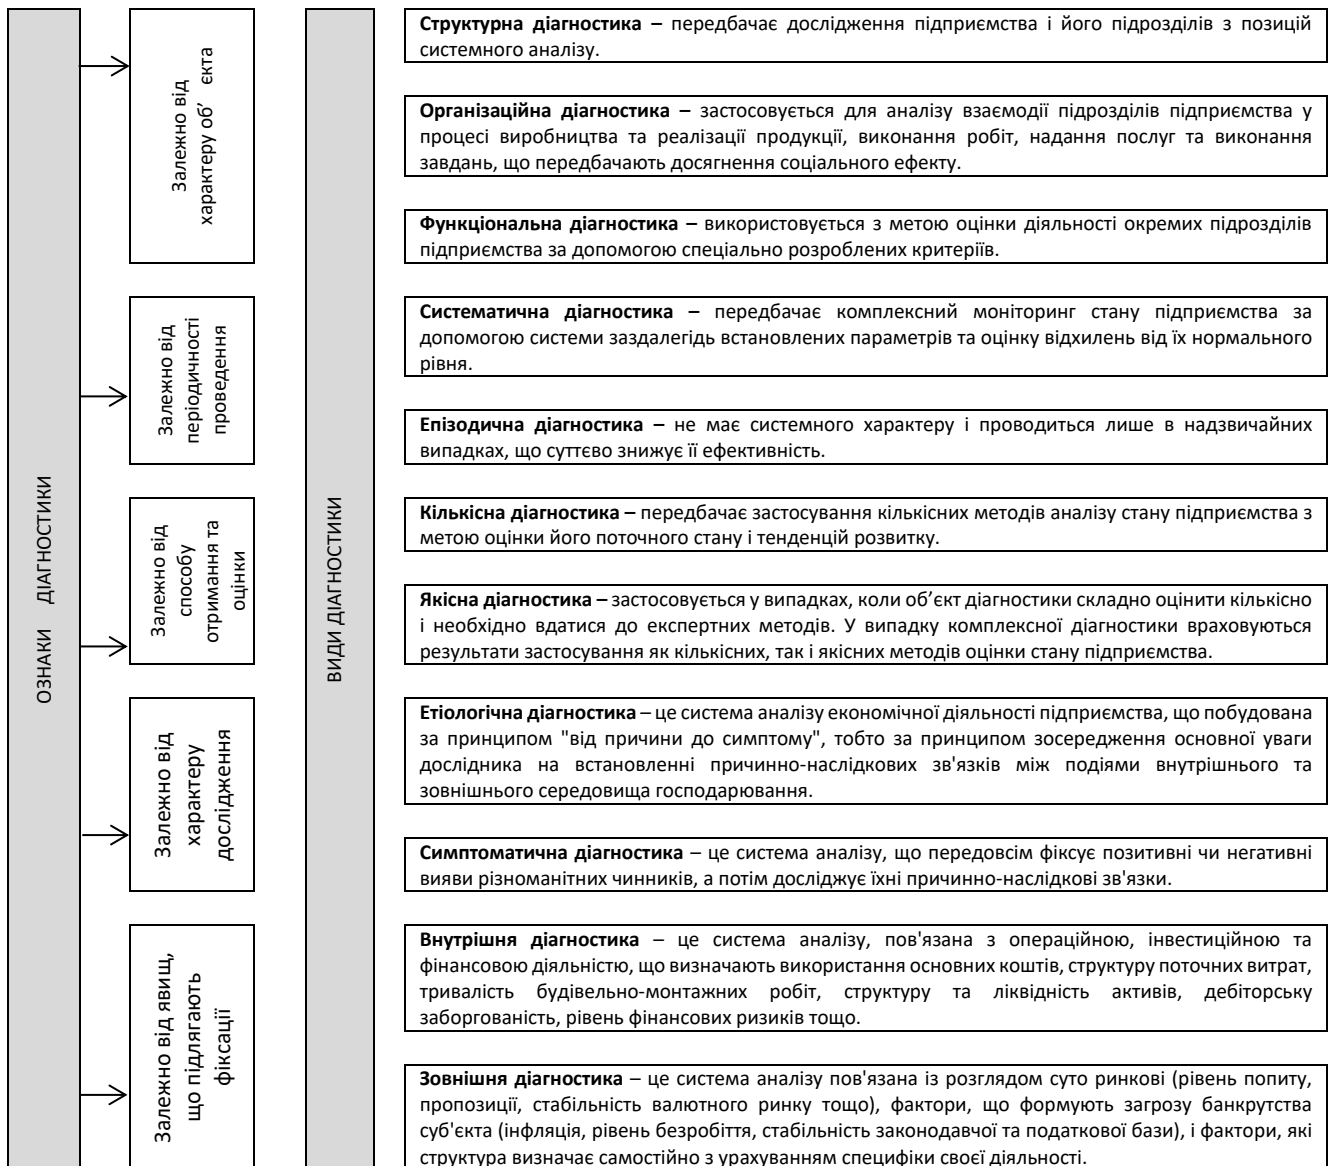 ОЗНАКИ ДІАГНОСТИКИ
Залежно від
характеру об’ єкта
Залежно від
періодичності
проведення
Залежно від
способу
отримання та
оцінки
Залежно від
характеру
дослідження
Залежно від явищ,
що підлягають
фіксації
ВИДИ ДІАГНОСТИКИ
Структурна діагностика – передбачає дослідження підприємства і його підрозділів з позицій
системного аналізу.
Організаційна діагностика – застосовується для аналізу взаємодії підрозділів підприємства у
процесі виробництва та реалізації продукції, виконання робіт, надання послуг та виконання
завдань, що передбачають досягнення соціального ефекту.
Функціональна діагностика – використовується з метою оцінки діяльності окремих підрозділів
підприємства за допомогою спеціально розроблених критеріїв.
Систематична діагностика – передбачає комплексний моніторинг стану підприємства за
допомогою системи заздалегідь встановлених параметрів та оцінку відхилень від їх нормального
рівня.
Епізодична діагностика – не має системного характеру і проводиться лише в надзвичайних
випадках, що суттєво знижує її ефективність.
Кількісна діагностика – передбачає застосування кількісних методів аналізу стану підприємства з
метою оцінки його поточного стану і тенденцій розвитку.
Якісна діагностика – застосовується у випадках, коли об’єкт діагностики складно оцінити кількісно
і необхідно вдатися до експертних методів. У випадку комплексної діагностики враховуються
результати застосування як кількісних, так і якісних методів оцінки стану підприємства.
Етіологічна діагностика – це система аналізу економічної діяльності підприємства, що побудована
за принципом "від причини до симптому", тобто за принципом зосередження основної уваги
дослідника на встановленні причинно-наслідкових зв'язків між подіями внутрішнього та
зовнішнього середовища господарювання.
Симптоматична діагностика – це система аналізу, що передовсім фіксує позитивні чи негативні
вияви різноманітних чинників, а потім досліджує їхні причинно-наслідкові зв'язки.
Внутрішня діагностика – це система аналізу, пов'язана з операційною, інвестиційною та
фінансовою діяльністю, що визначають використання основних коштів, структуру поточних витрат,
тривалість будівельно-монтажних робіт, структуру та ліквідність активів, дебіторську
заборгованість, рівень фінансових ризиків тощо.
Зовнішня діагностика – це система аналізу пов'язана із розглядом суто ринкові (рівень попиту,
пропозиції, стабільність валютного ринку тощо), фактори, що формують загрозу банкрутства
суб'єкта (інфляція, рівень безробіття, стабільність законодавчої та податкової бази), і фактори, які
структура визначає самостійно з урахуванням специфіки своєї діяльності.